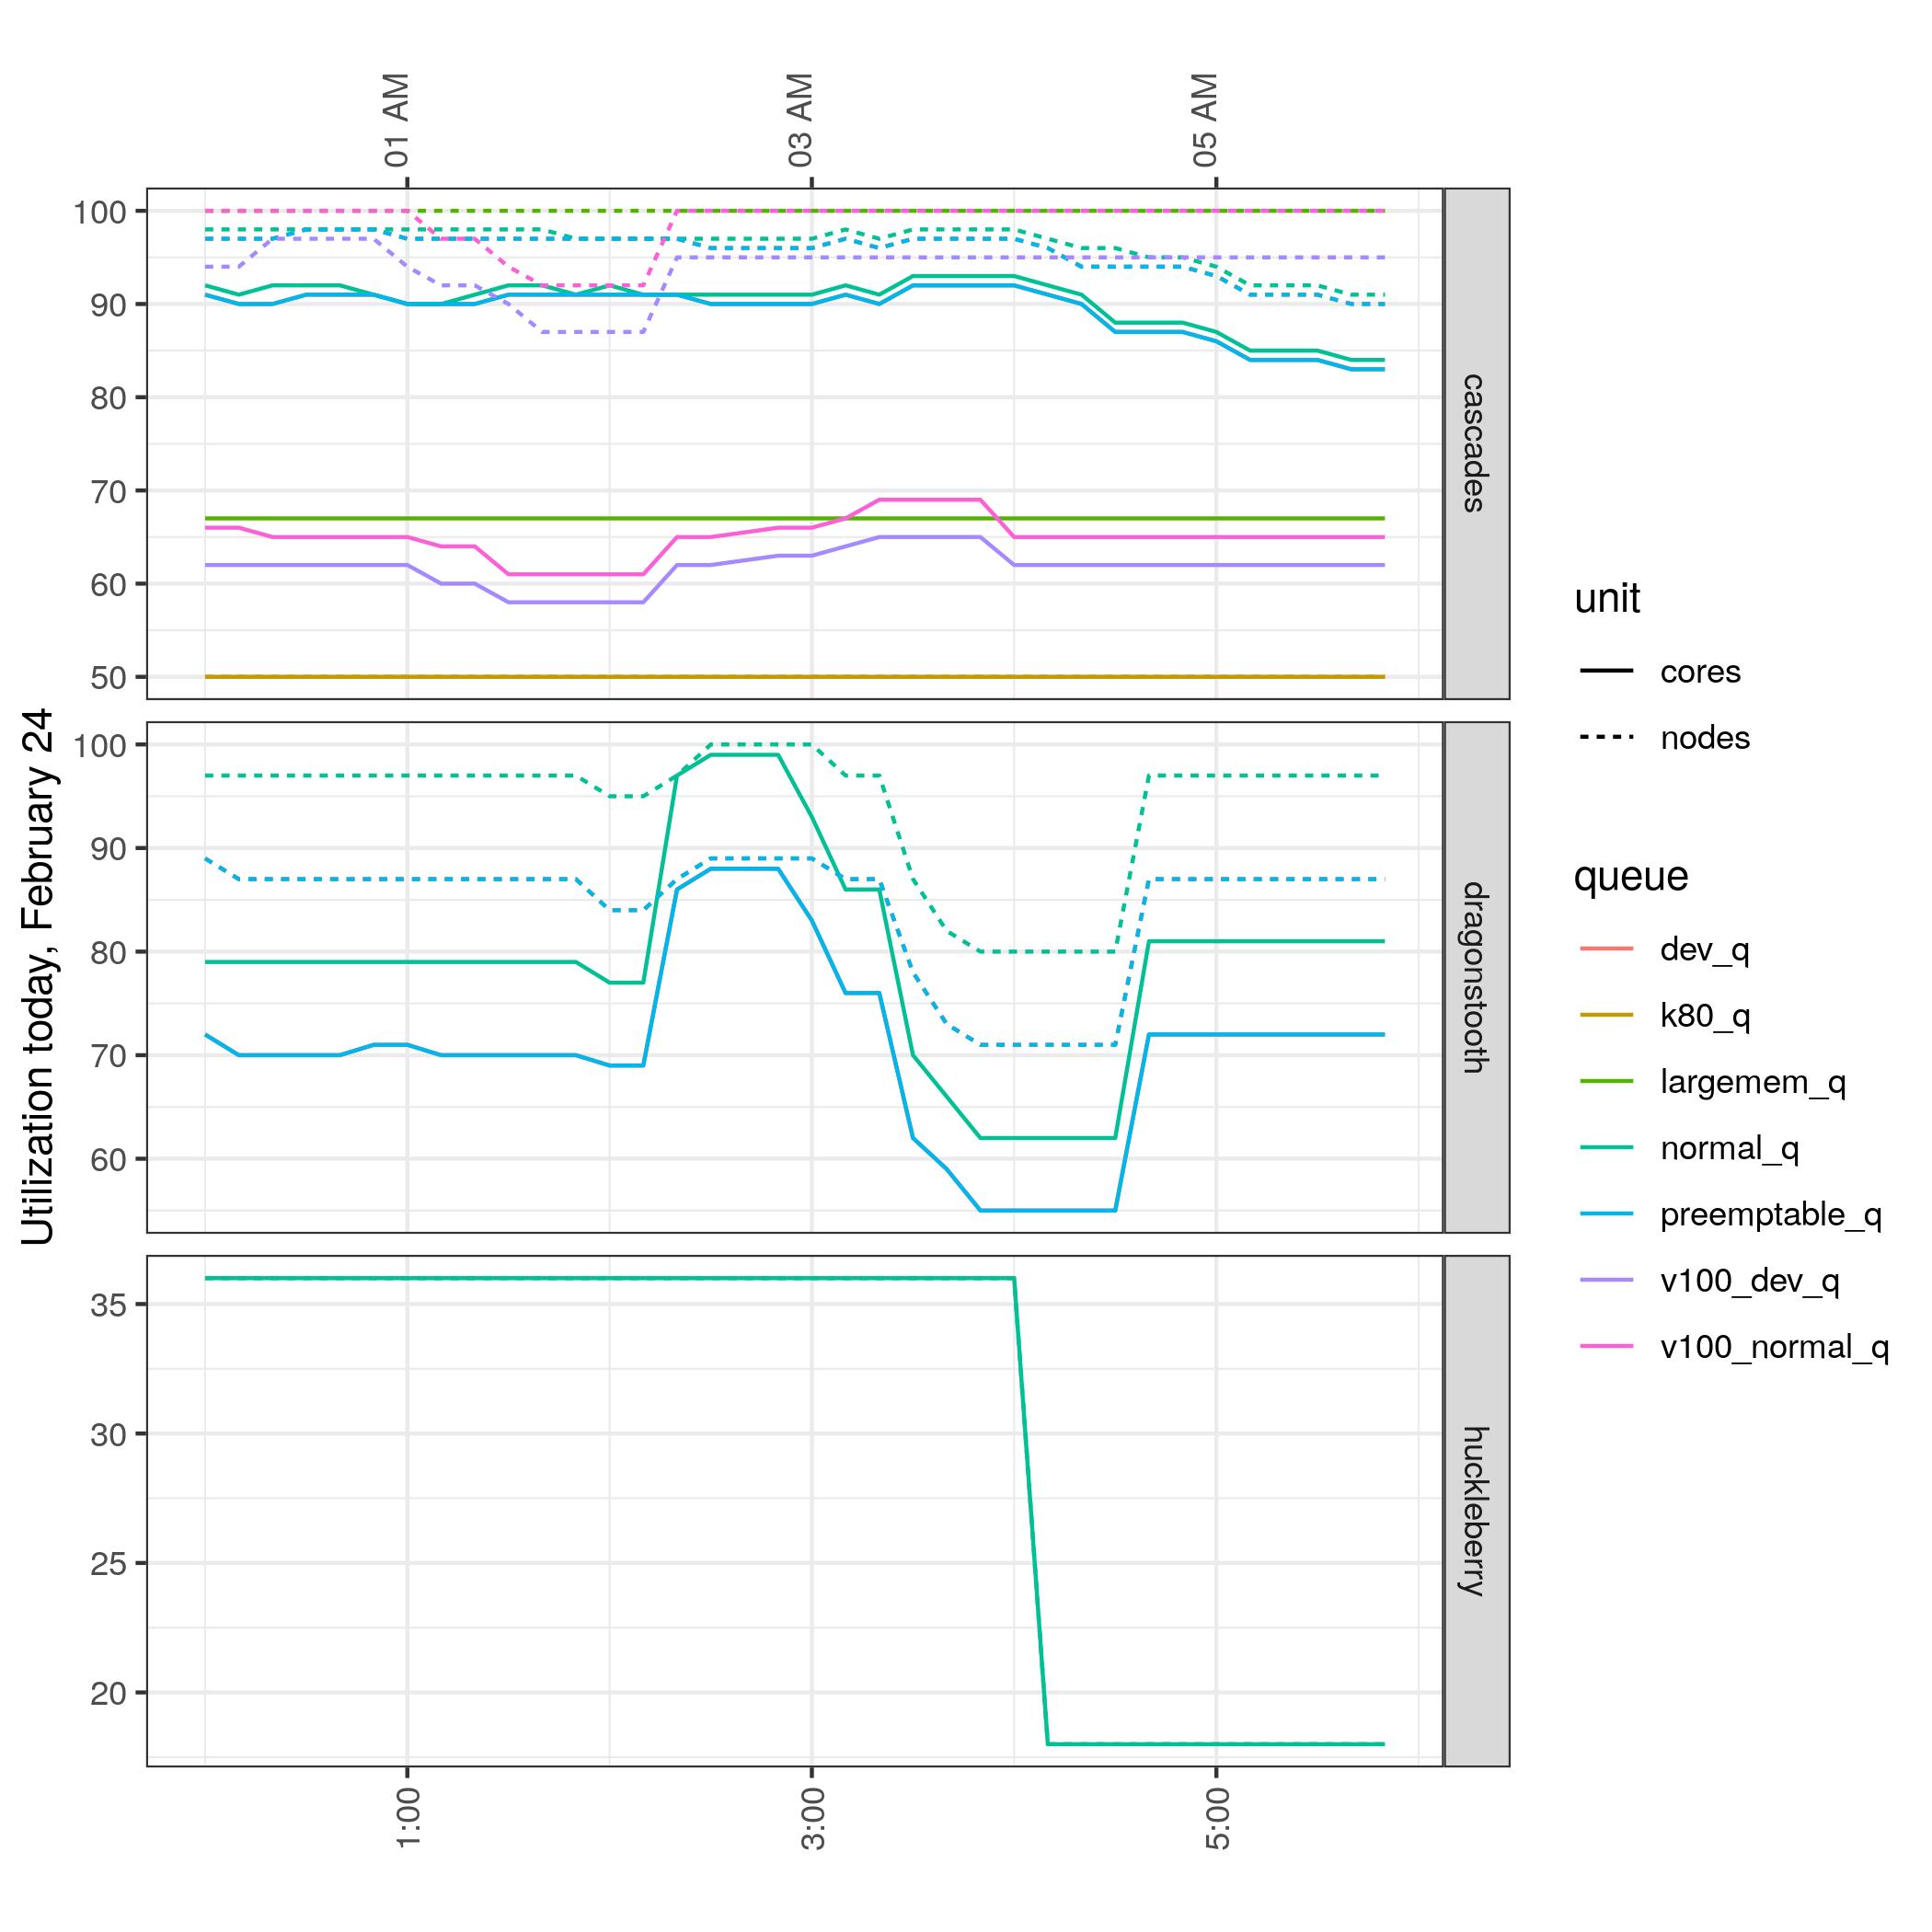 01 AM
03 AM
05 AM
Utilization today, February 24
100
90
80
70
60
50
cascades
100
90
80
70
60
dragonstooth
35
30
25
20
huckleberry
1:00
3:00
5:00
unit
cores
nodes
queue
dev_q
k80_q
largemem_q
normal_q
preemptable_q
v100_dev_q
v100_normal_q